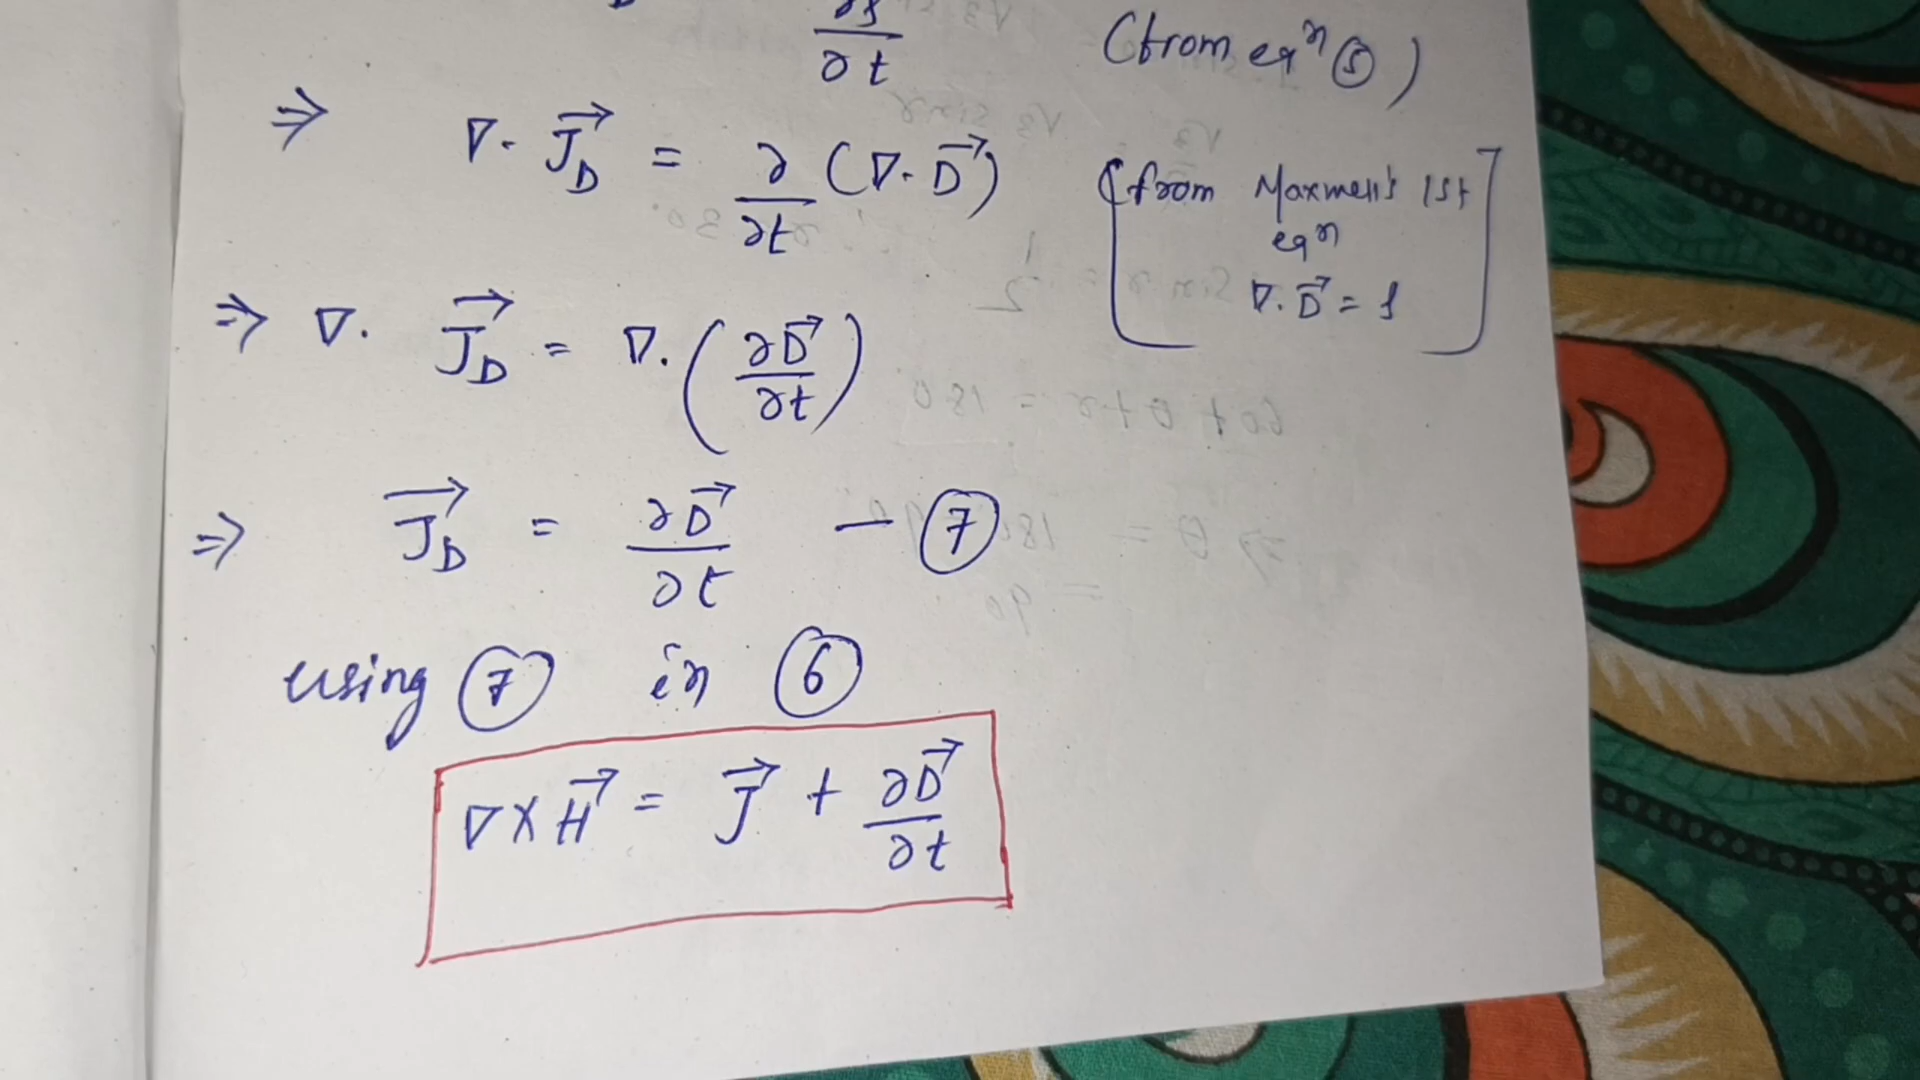 ∂ρ/∂t (from eqⁿ ⑤)
⇒ ∇. J⃗_D = ∂/∂t (∇. D⃗) [from Maxwell's 1st eqⁿ ∇. D⃗ = ρ]
⇒ ∇. J⃗_D = ∇. (∂D⃗/∂t)
⇒ J⃗_D = ∂D⃗/∂t — ⑦
using ⑦ in ⑥
∇ X H⃗ = J⃗ + ∂D⃗/∂t